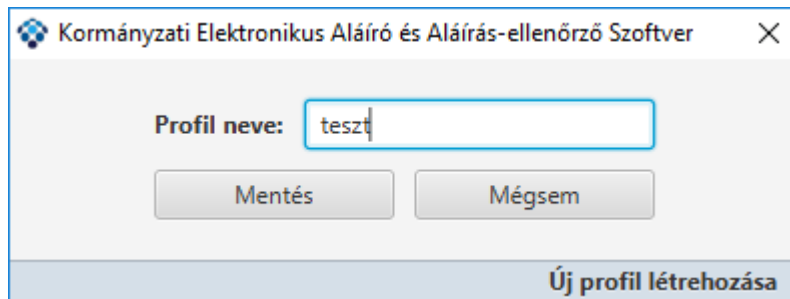 Kormányzati Elektronikus Aláíró és Aláírás-ellenőrző Szoftver
Profil neve: teszt
Mentés Mégsem
Új profil létrehozása